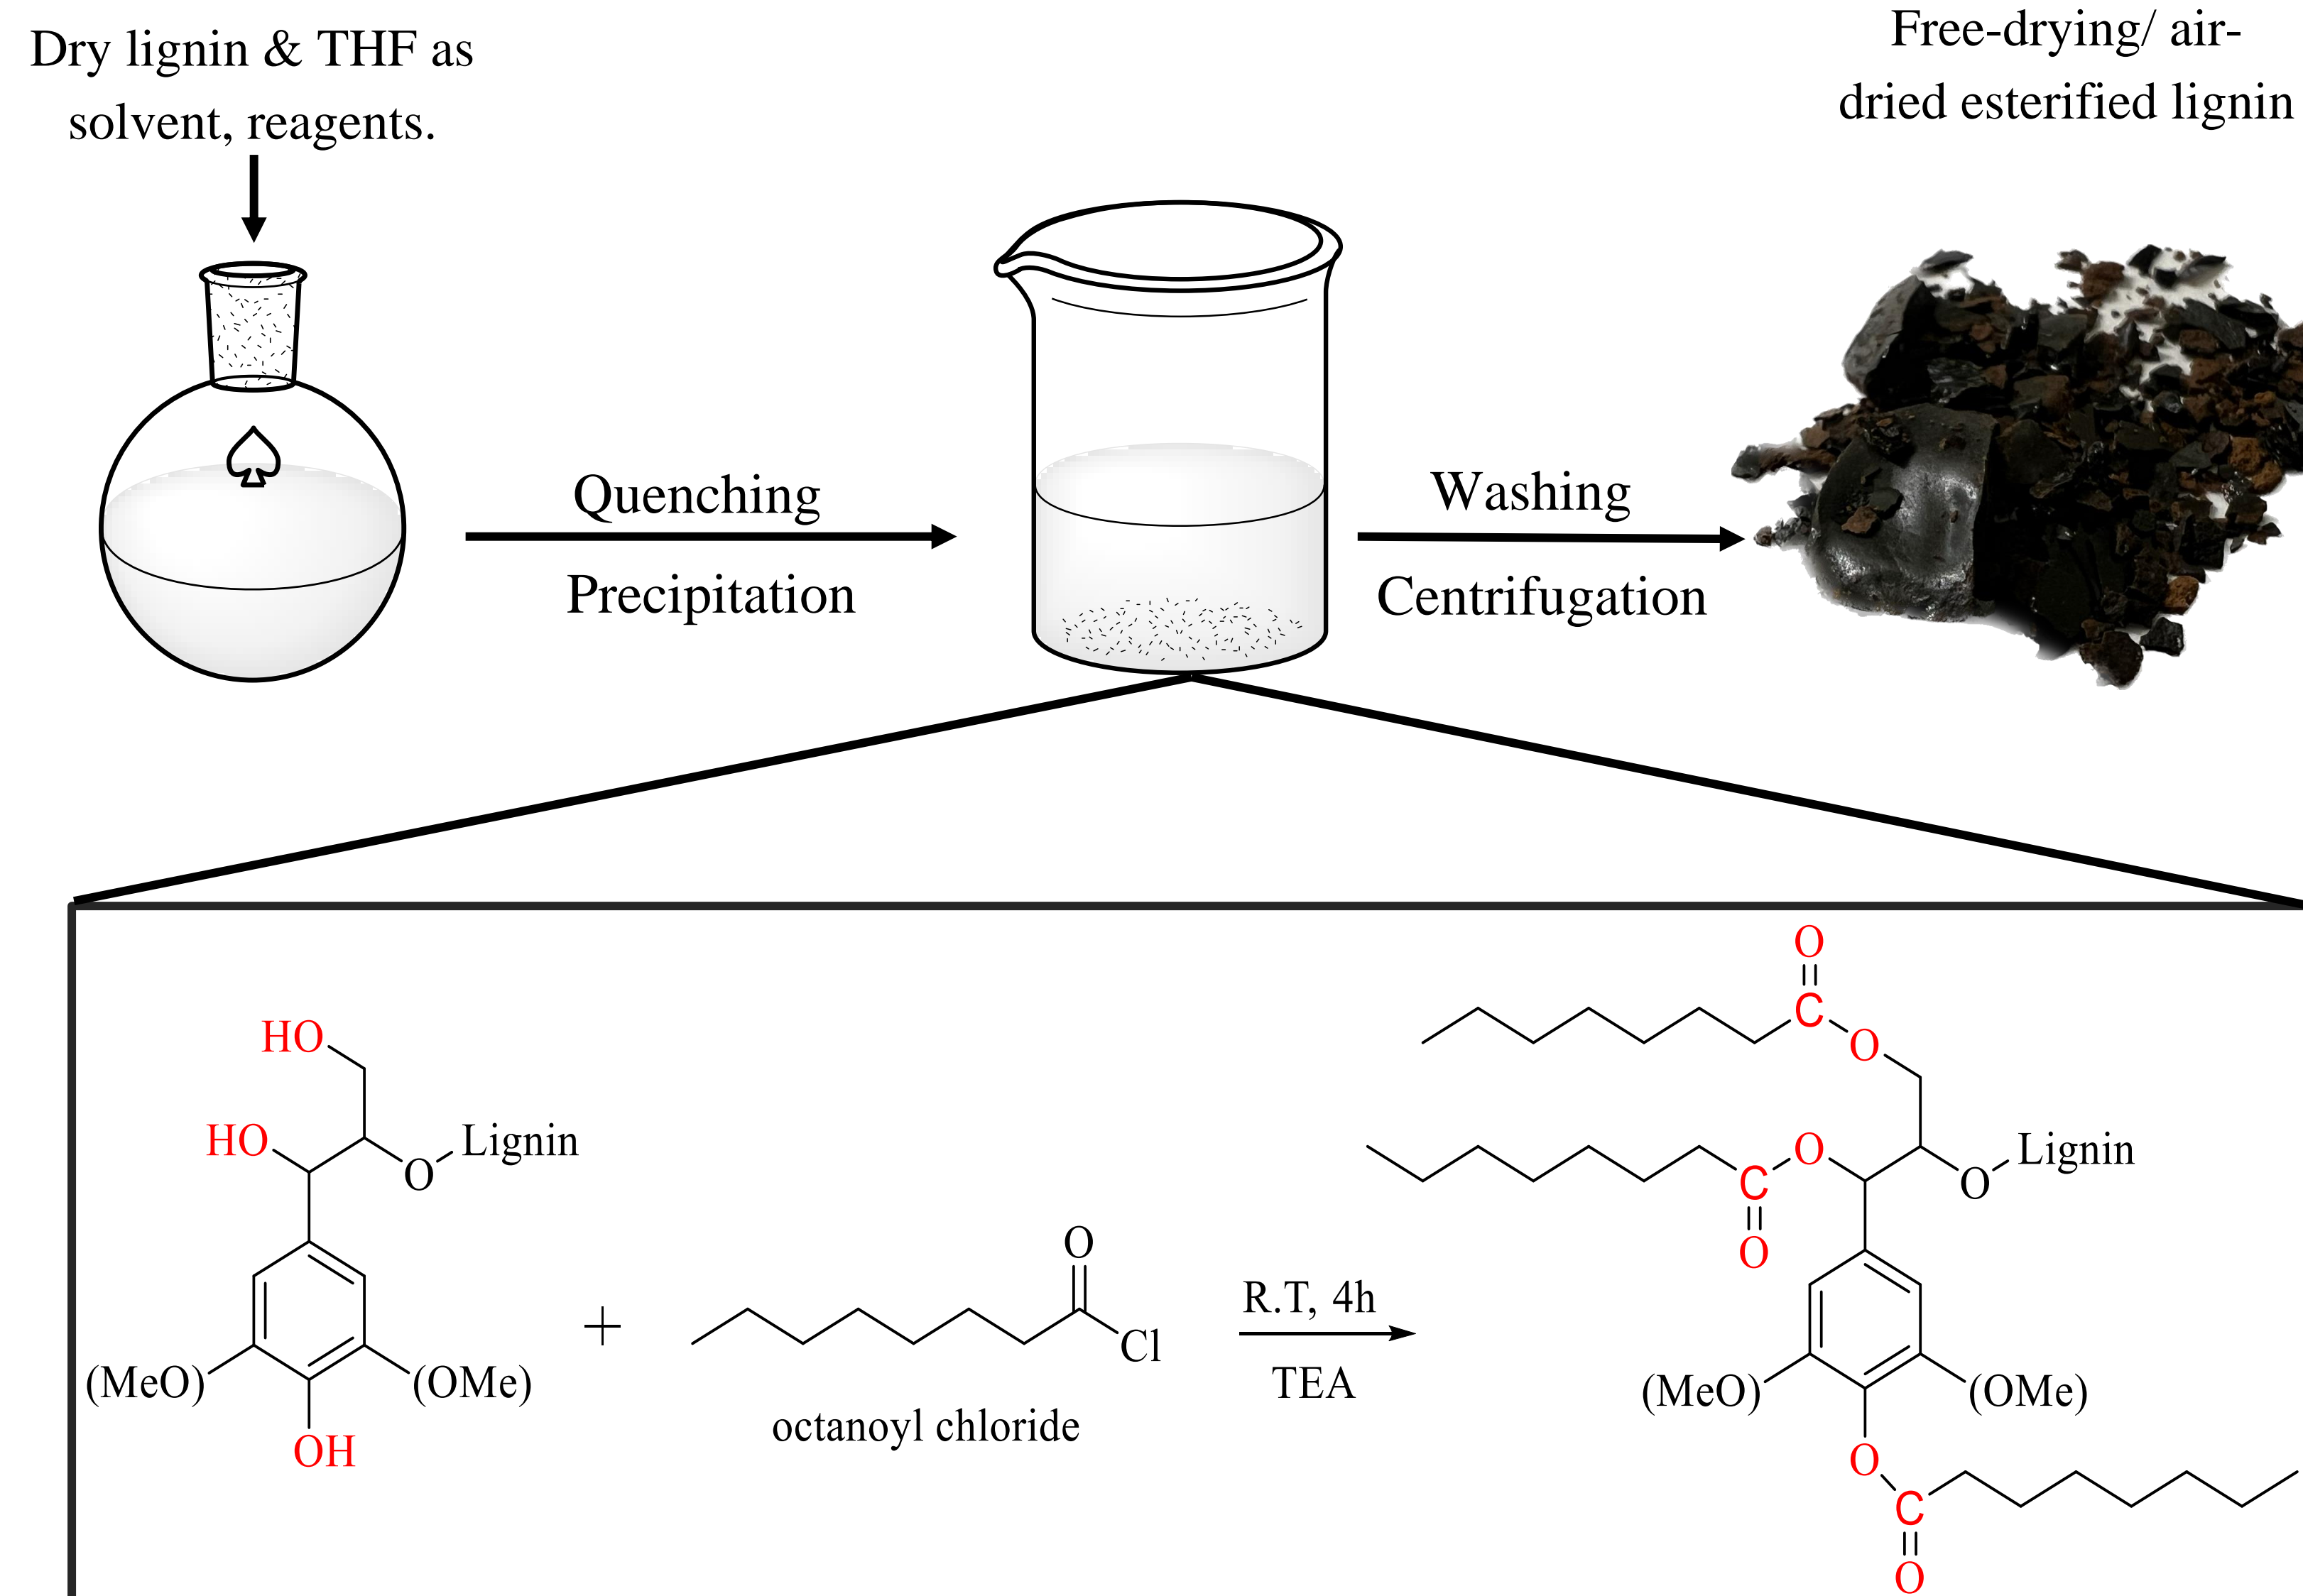 Dry lignin & THF as
solvent, reagents.
Free-drying/ air-
dried esterified lignin
Quenching
Precipitation
Washing
Centrifugation
HO
HO
O
Lignin
(MeO)
(OMe)
OH
+
O
Cl
octanoyl chloride
R.T, 4h
TEA
O
C
O
O
C
O
O
Lignin
(MeO)
(OMe)
O
C
O